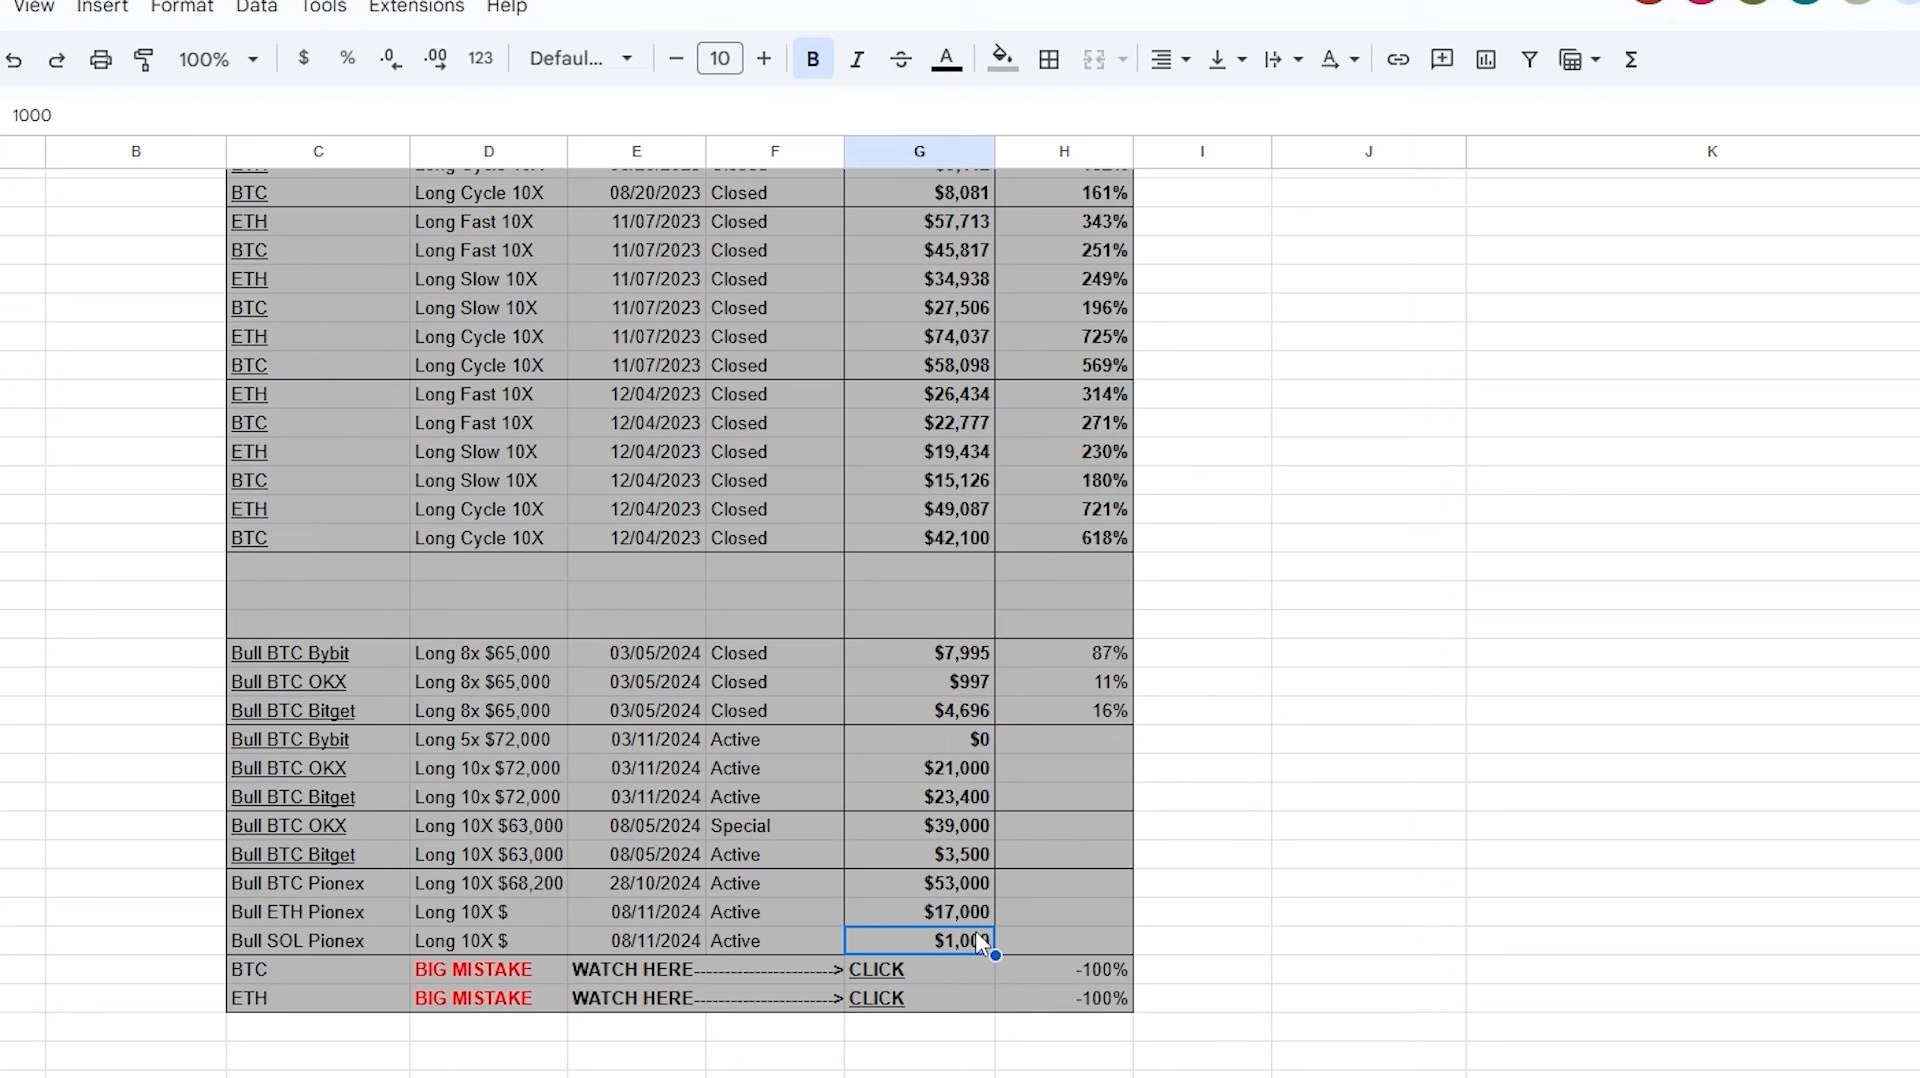 View Insert Format Data Tools Extensions Help
100% $ % .0 .00 123 Defaul... − 10 + B I S A A Σ
1000
B C D E F G H I J K
BTC Long Cycle 10X 08/20/2023 Closed $8,081 161%
ETH Long Fast 10X 11/07/2023 Closed $57,713 343%
BTC Long Fast 10X 11/07/2023 Closed $45,817 251%
ETH Long Slow 10X 11/07/2023 Closed $34,938 249%
BTC Long Slow 10X 11/07/2023 Closed $27,506 196%
ETH Long Cycle 10X 11/07/2023 Closed $74,037 725%
BTC Long Cycle 10X 11/07/2023 Closed $58,098 569%
ETH Long Fast 10X 12/04/2023 Closed $26,434 314%
BTC Long Fast 10X 12/04/2023 Closed $22,777 271%
ETH Long Slow 10X 12/04/2023 Closed $19,434 230%
BTC Long Slow 10X 12/04/2023 Closed $15,126 180%
ETH Long Cycle 10X 12/04/2023 Closed $49,087 721%
BTC Long Cycle 10X 12/04/2023 Closed $42,100 618%
Bull BTC Bybit Long 8x $65,000 03/05/2024 Closed $7,995 87%
Bull BTC OKX Long 8x $65,000 03/05/2024 Closed $997 11%
Bull BTC Bitget Long 8x $65,000 03/05/2024 Closed $4,696 16%
Bull BTC Bybit Long 5x $72,000 03/11/2024 Active $0
Bull BTC OKX Long 10x $72,000 03/11/2024 Active $21,000
Bull BTC Bitget Long 10x $72,000 03/11/2024 Active $23,400
Bull BTC OKX Long 10X $63,000 08/05/2024 Special $39,000
Bull BTC Bitget Long 10X $63,000 08/05/2024 Active $3,500
Bull BTC Pionex Long 10X $68,200 28/10/2024 Active $53,000
Bull ETH Pionex Long 10X $ 08/11/2024 Active $17,000
Bull SOL Pionex Long 10X $ 08/11/2024 Active $1,000
BTC BIG MISTAKE WATCH HERE------------------------> CLICK -100%
ETH BIG MISTAKE WATCH HERE------------------------> CLICK -100%